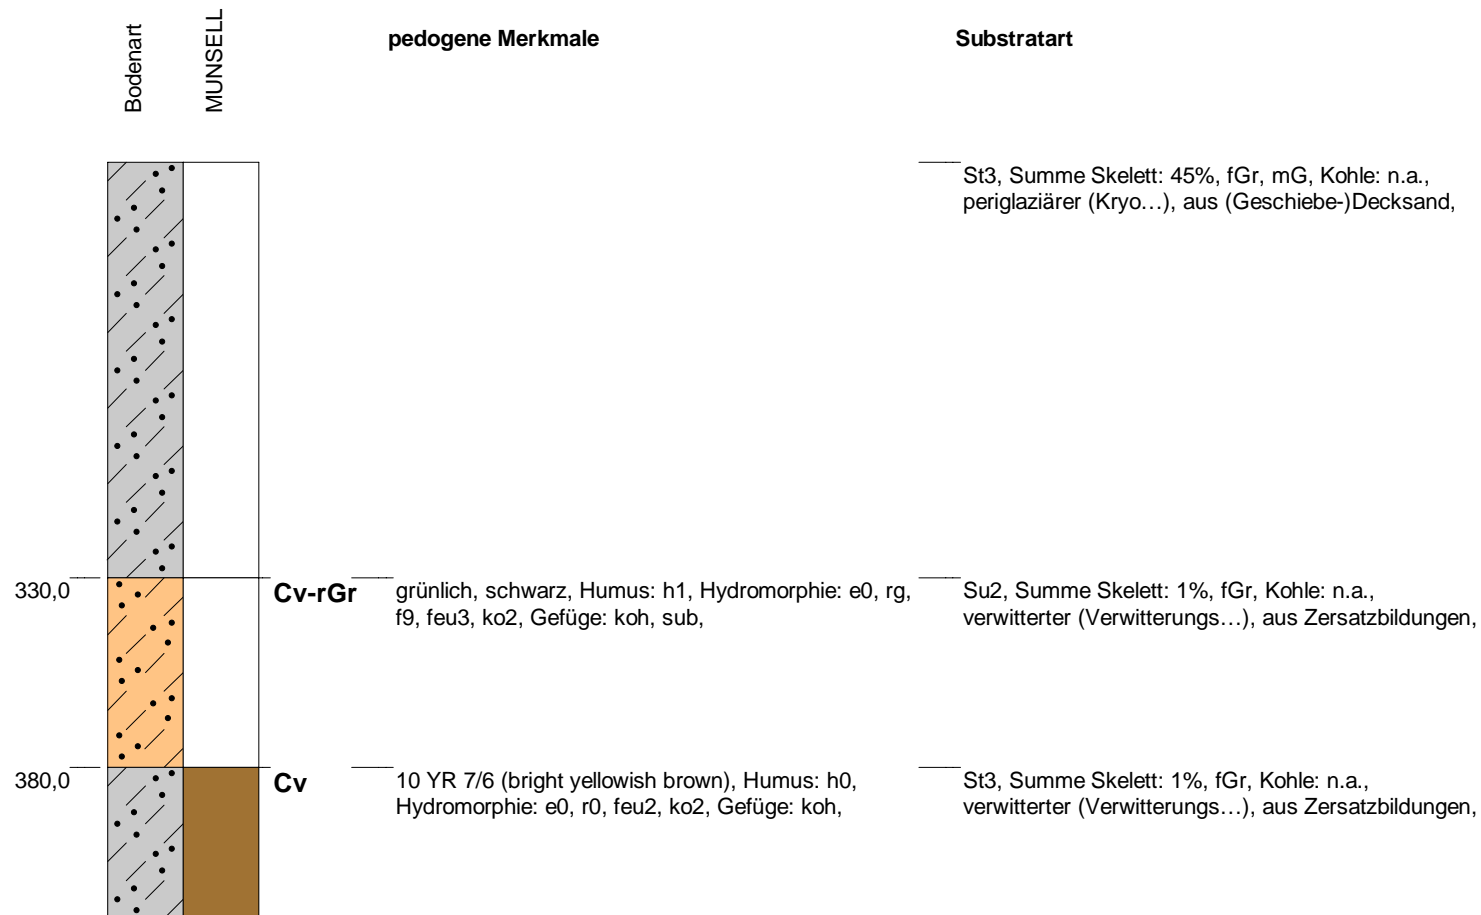 Bodenart
MUNSELL
pedogene Merkmale
Substratart
St3, Summe Skelett: 45%, fGr, mG, Kohle: n.a.,
periglaziärer (Kryo…), aus (Geschiebe-)Decksand,
330,0
Cv-rGr
grünlich, schwarz, Humus: h1, Hydromorphie: e0, rg,
f9, feu3, ko2, Gefüge: koh, sub,
Su2, Summe Skelett: 1%, fGr, Kohle: n.a.,
verwitterter (Verwitterungs…), aus Zersatzbildungen,
380,0
Cv
10 YR 7/6 (bright yellowish brown), Humus: h0,
Hydromorphie: e0, r0, feu2, ko2, Gefüge: koh,
St3, Summe Skelett: 1%, fGr, Kohle: n.a.,
verwitterter (Verwitterungs…), aus Zersatzbildungen,